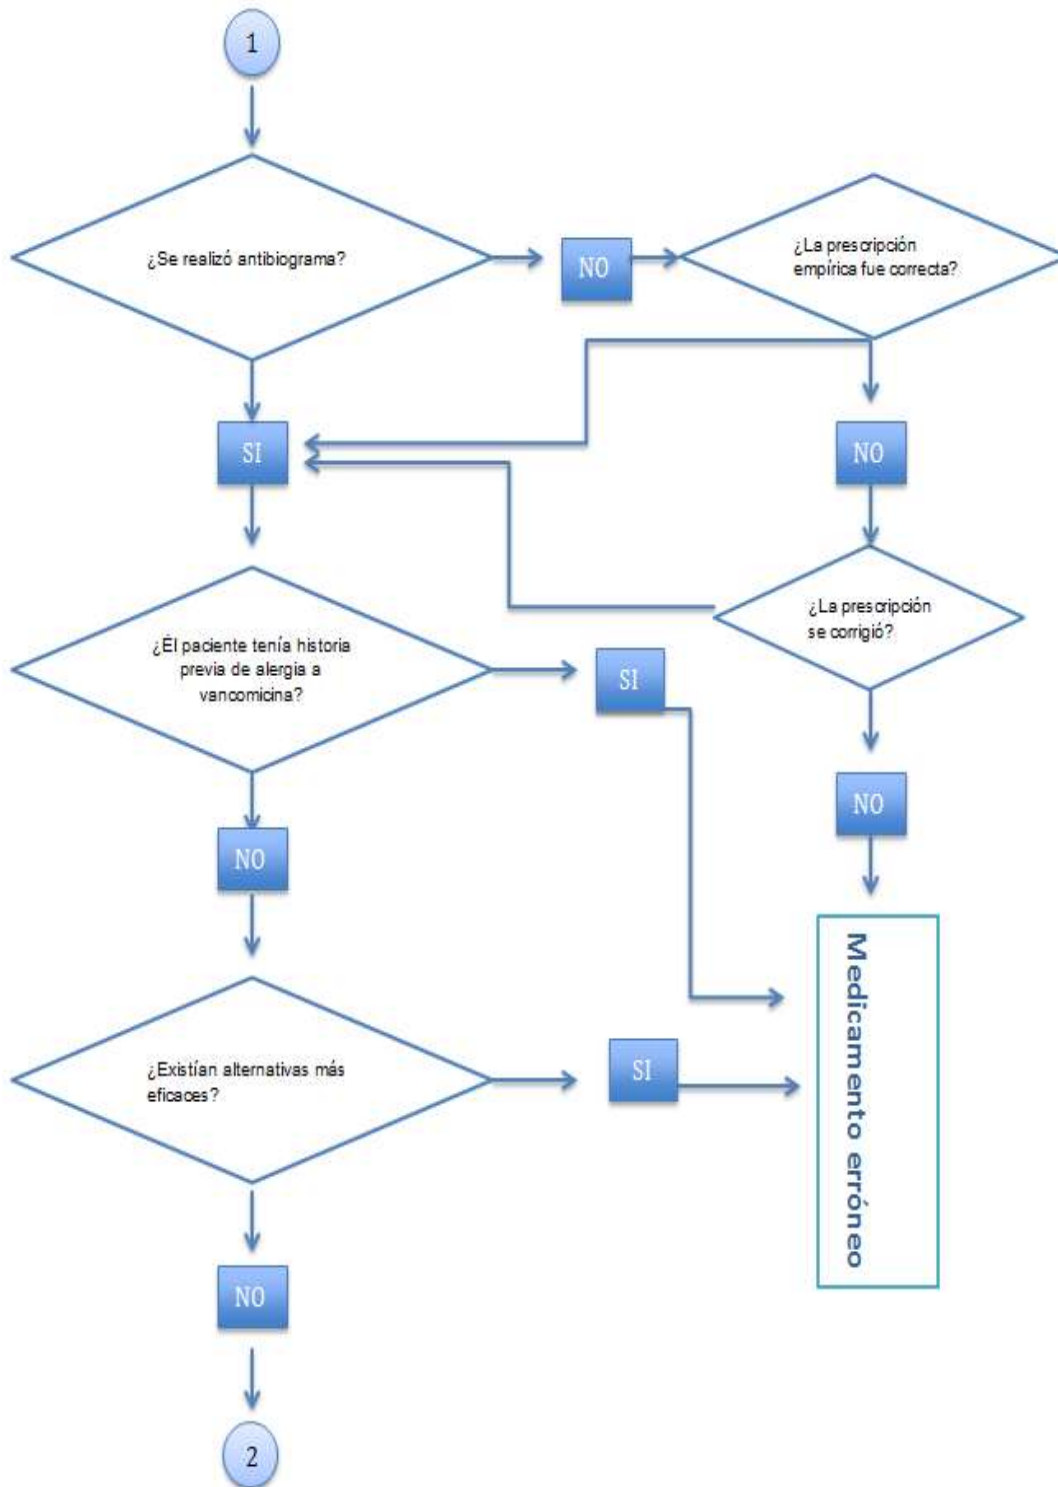 1
¿Se realizó antibiograma?
NO
¿La prescripción
empírica fue correcta?
SI
NO
¿La prescripción
se corrigió?
¿Él paciente tenía historia
previa de alergia a
vancomicina?
SI
NO
NO
Medicamento erróneo
¿Existían alternativas más
eficaces?
SI
NO
2